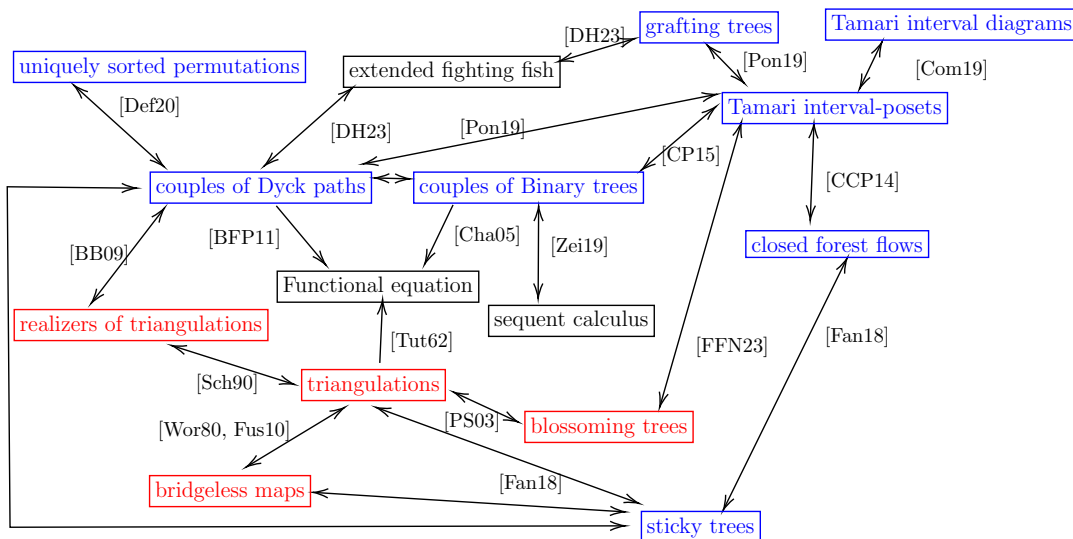 grafting trees
Tamari interval diagrams
[DH23]
uniquely sorted permutations
extended fighting fish
[Pon19]
[Com19]
[Def20]
Tamari interval-posets
[DH23]
[Pon19]
[CP15]
couples of Dyck paths
couples of Binary trees
[CCP14]
[BB09]
[BFP11]
[Cha05]
[Zei19]
closed forest flows
Functional equation
realizers of triangulations
sequent calculus
[Tut62]
[FFN23]
[Fan18]
[Sch90]
triangulations
[PS03]
blossoming trees
[Wor80, Fus10]
bridgeless maps
[Fan18]
sticky trees